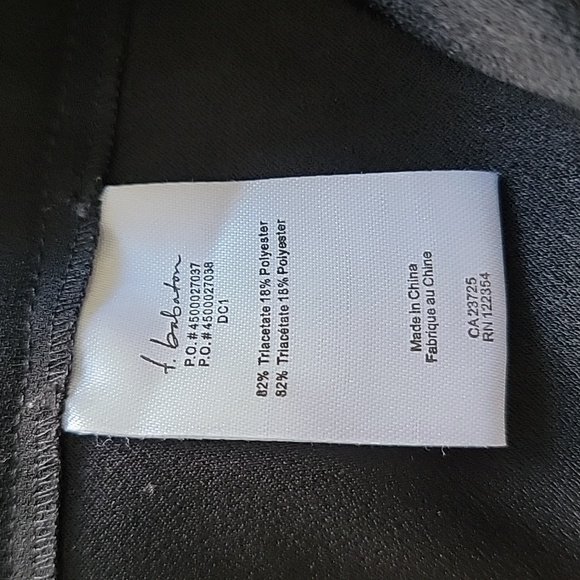 f. babaton
P.O.#4500027037
P.O.#4500027038
DC1
82% Triacetate 18% Polyester
82% Triacétate 18% Polyester
Made in China
Fabriqué au Chine
CA 23725
RN 122354